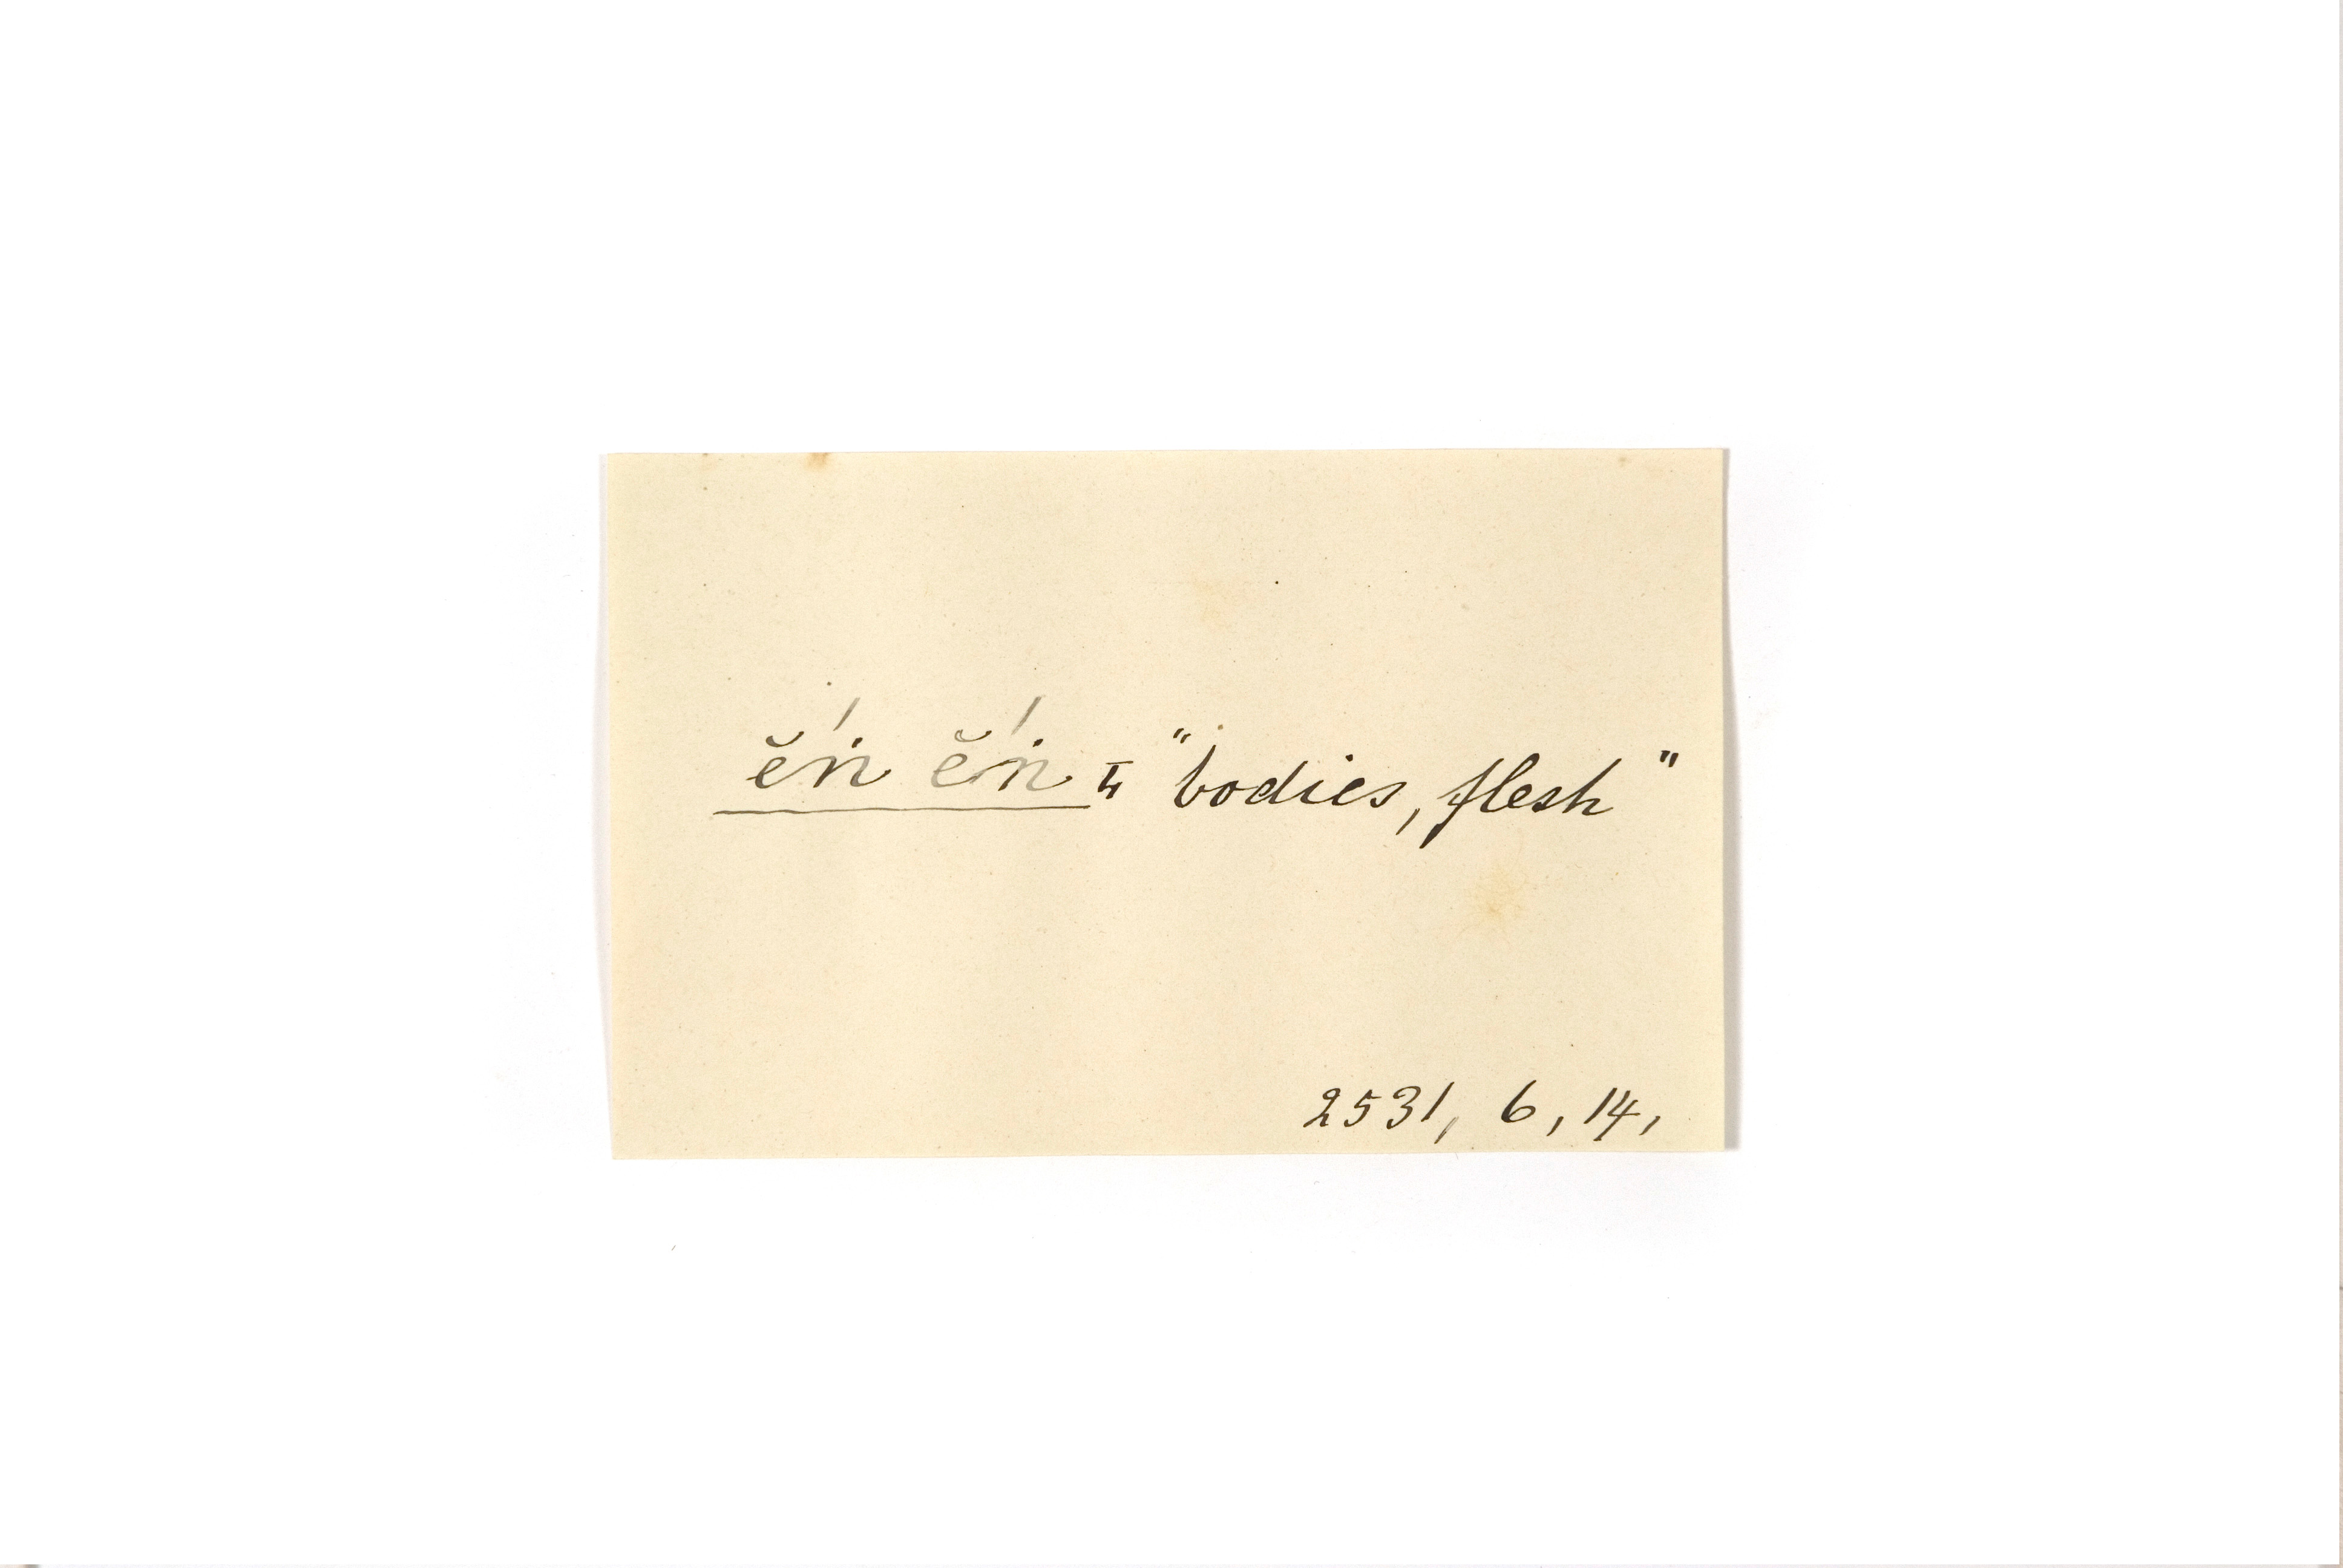 ĕ́ṅ ĕ́ṅ = "bodies, flesh"
2531, 6, 14,